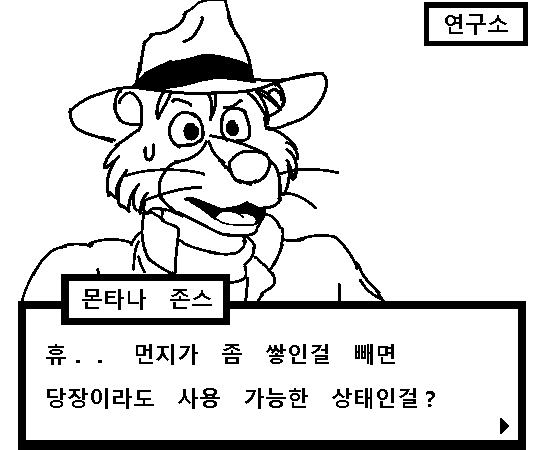 연구소
몬타나 존스
휴.. 먼지가 좀 쌓인걸 빼면
당장이라도 사용 가능한 상태인걸?